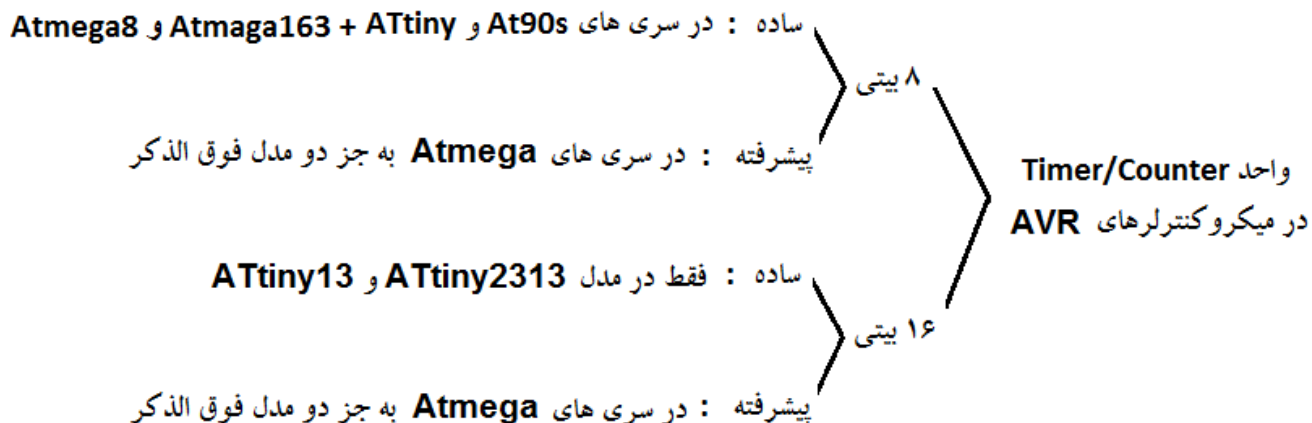 واحد Timer/Counter
در میکروکنترلرهای AVR
۸ بیتی
ساده : در سری های At90s و ATtiny + Atmaga163 و Atmega8
پیشرفته : در سری های Atmega به جز دو مدل فوق الذکر
۱۶ بیتی
ساده : فقط در مدل ATtiny2313 و ATtiny13
پیشرفته : در سری های Atmega به جز دو مدل فوق الذکر